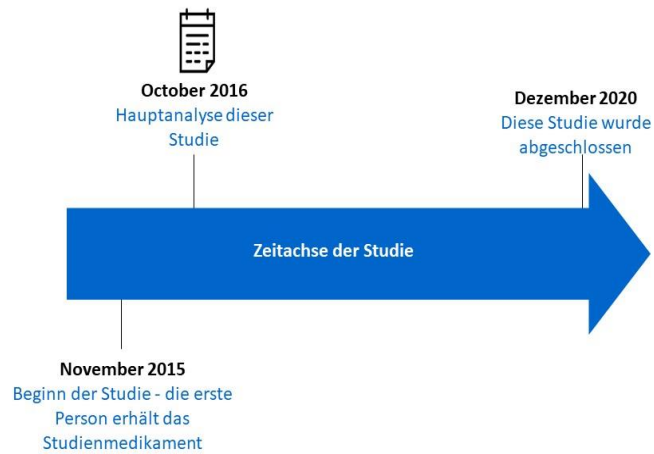 October 2016
Hauptanalyse dieser
Studie
Dezember 2020
Diese Studie wurde
abgeschlossen
Zeitachse der Studie
November 2015
Beginn der Studie - die erste
Person erhält das
Studienmedikament